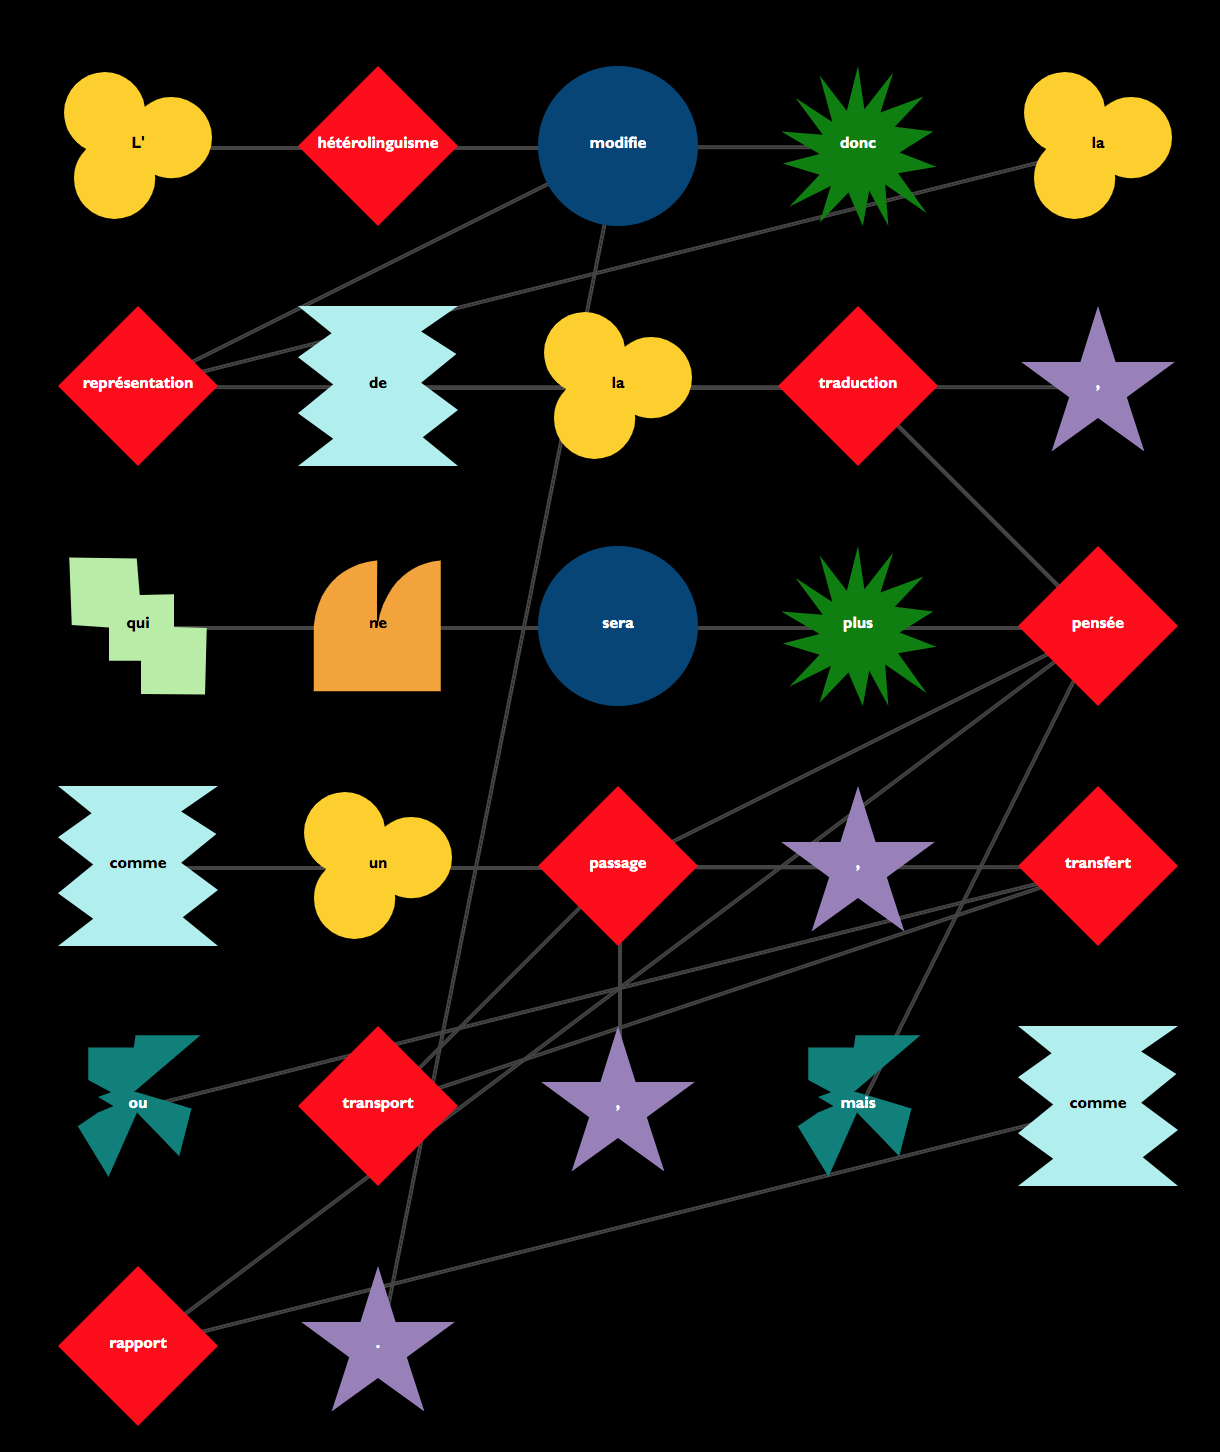 L' hétérolinguisme modifie donc la
représentation de la traduction ,
qui ne sera plus pensée
comme un passage , transfert
ou transport , mais comme
rapport .